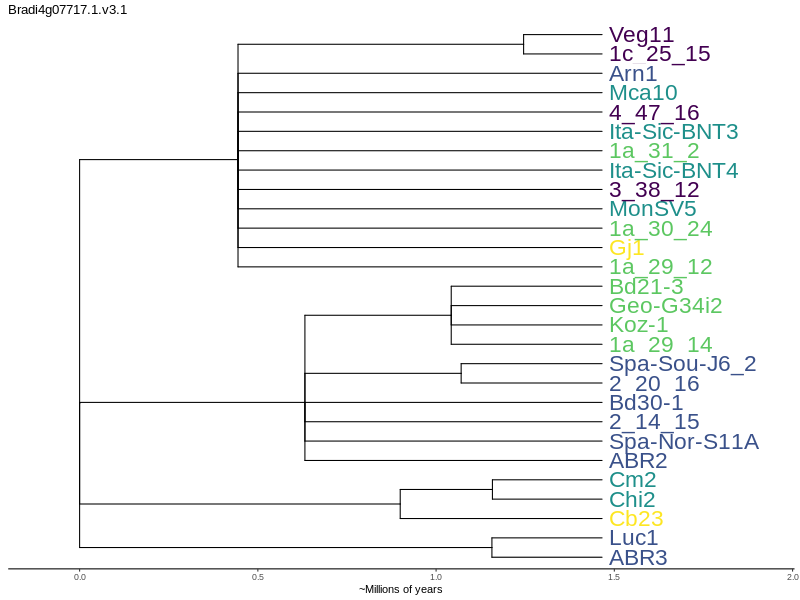 Bradi4g07717.1.v3.1
Veg11
1c_25_15
Arn1
Mca10
4_47_16
Ita-Sic-BNT3
1a_31_2
Ita-Sic-BNT4
3_38_12
MonSV5
1a_30_24
Gj1
1a_29_12
Bd21-3
Geo-G34i2
Koz-1
1a_29_14
Spa-Sou-J6_2
2_20_16
Bd30-1
2_14_15
Spa-Nor-S11A
ABR2
Cm2
Chi2
Cb23
Luc1
ABR3
0.0 0.5 1.0 1.5 2.0
~Millions of years